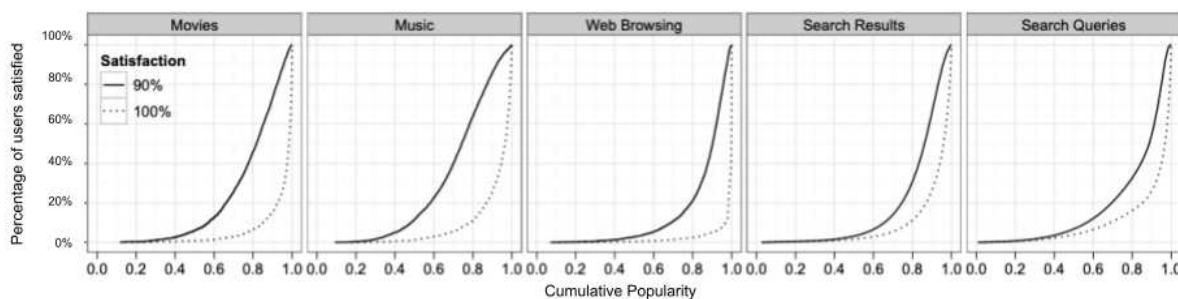 Movies Music Web Browsing Search Results Search Queries
100%
80%
60%
40%
20%
0%
Percentage of users satisfied
Satisfaction
90%
100%
0.0 0.2 0.4 0.6 0.8 1.0 0.0 0.2 0.4 0.6 0.8 1.0 0.0 0.2 0.4 0.6 0.8 1.0 0.0 0.2 0.4 0.6 0.8 1.0 0.0 0.2 0.4 0.6 0.8 1.0
Cumulative Popularity